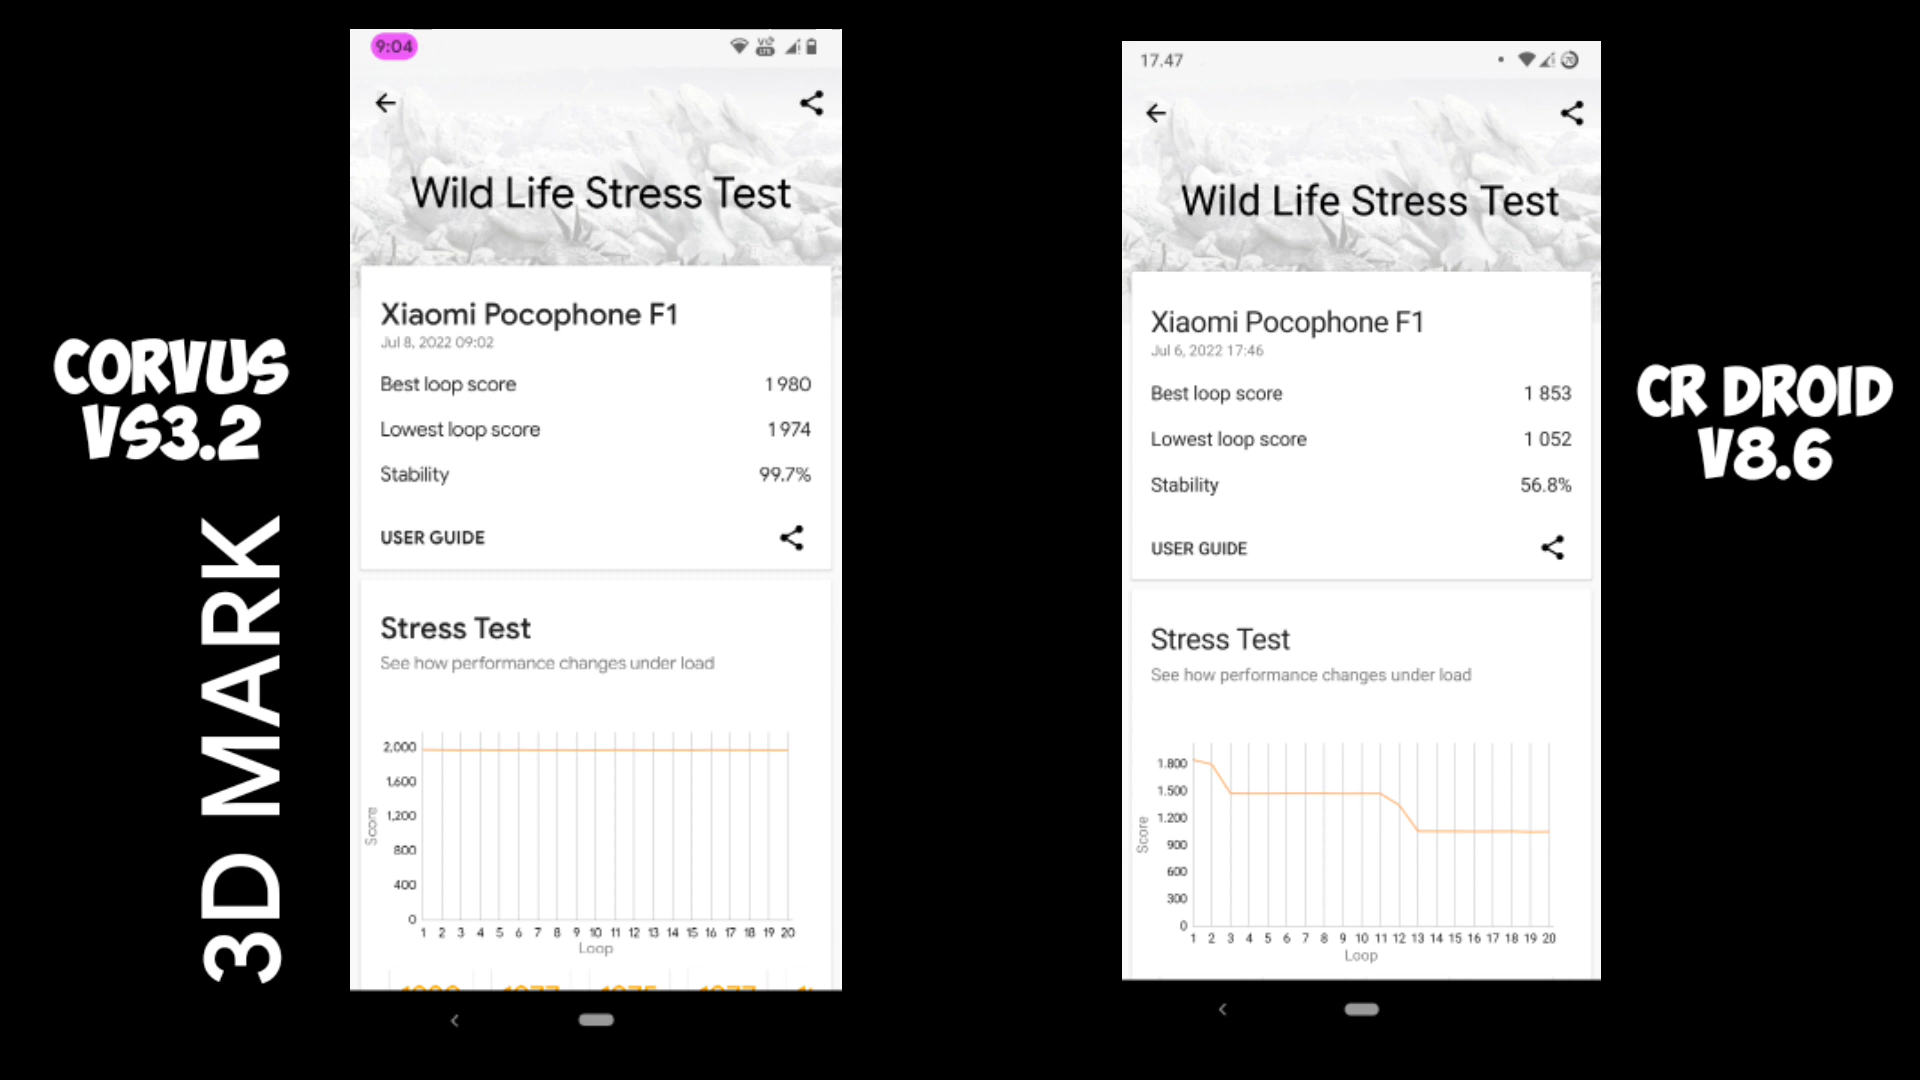 CORVUS
VS3.2
3D MARK
9:04
Wild Life Stress Test
Xiaomi Pocophone F1
Jul 8, 2022 09:02
Best loop score 1 980
Lowest loop score 1 974
Stability 99.7%
USER GUIDE
Stress Test
See how performance changes under load
Score
2,000
1,600
1,200
800
400
0
1 2 3 4 5 6 7 8 9 10 11 12 13 14 15 16 17 18 19 20
Loop
17.47
Wild Life Stress Test
Xiaomi Pocophone F1
Jul 6, 2022 17:46
Best loop score 1 853
Lowest loop score 1 052
Stability 56.8%
USER GUIDE
Stress Test
See how performance changes under load
Score
1.800
1.500
1.200
900
600
300
0
1 2 3 4 5 6 7 8 9 10 11 12 13 14 15 16 17 18 19 20
Loop
CR DROID
V8.6